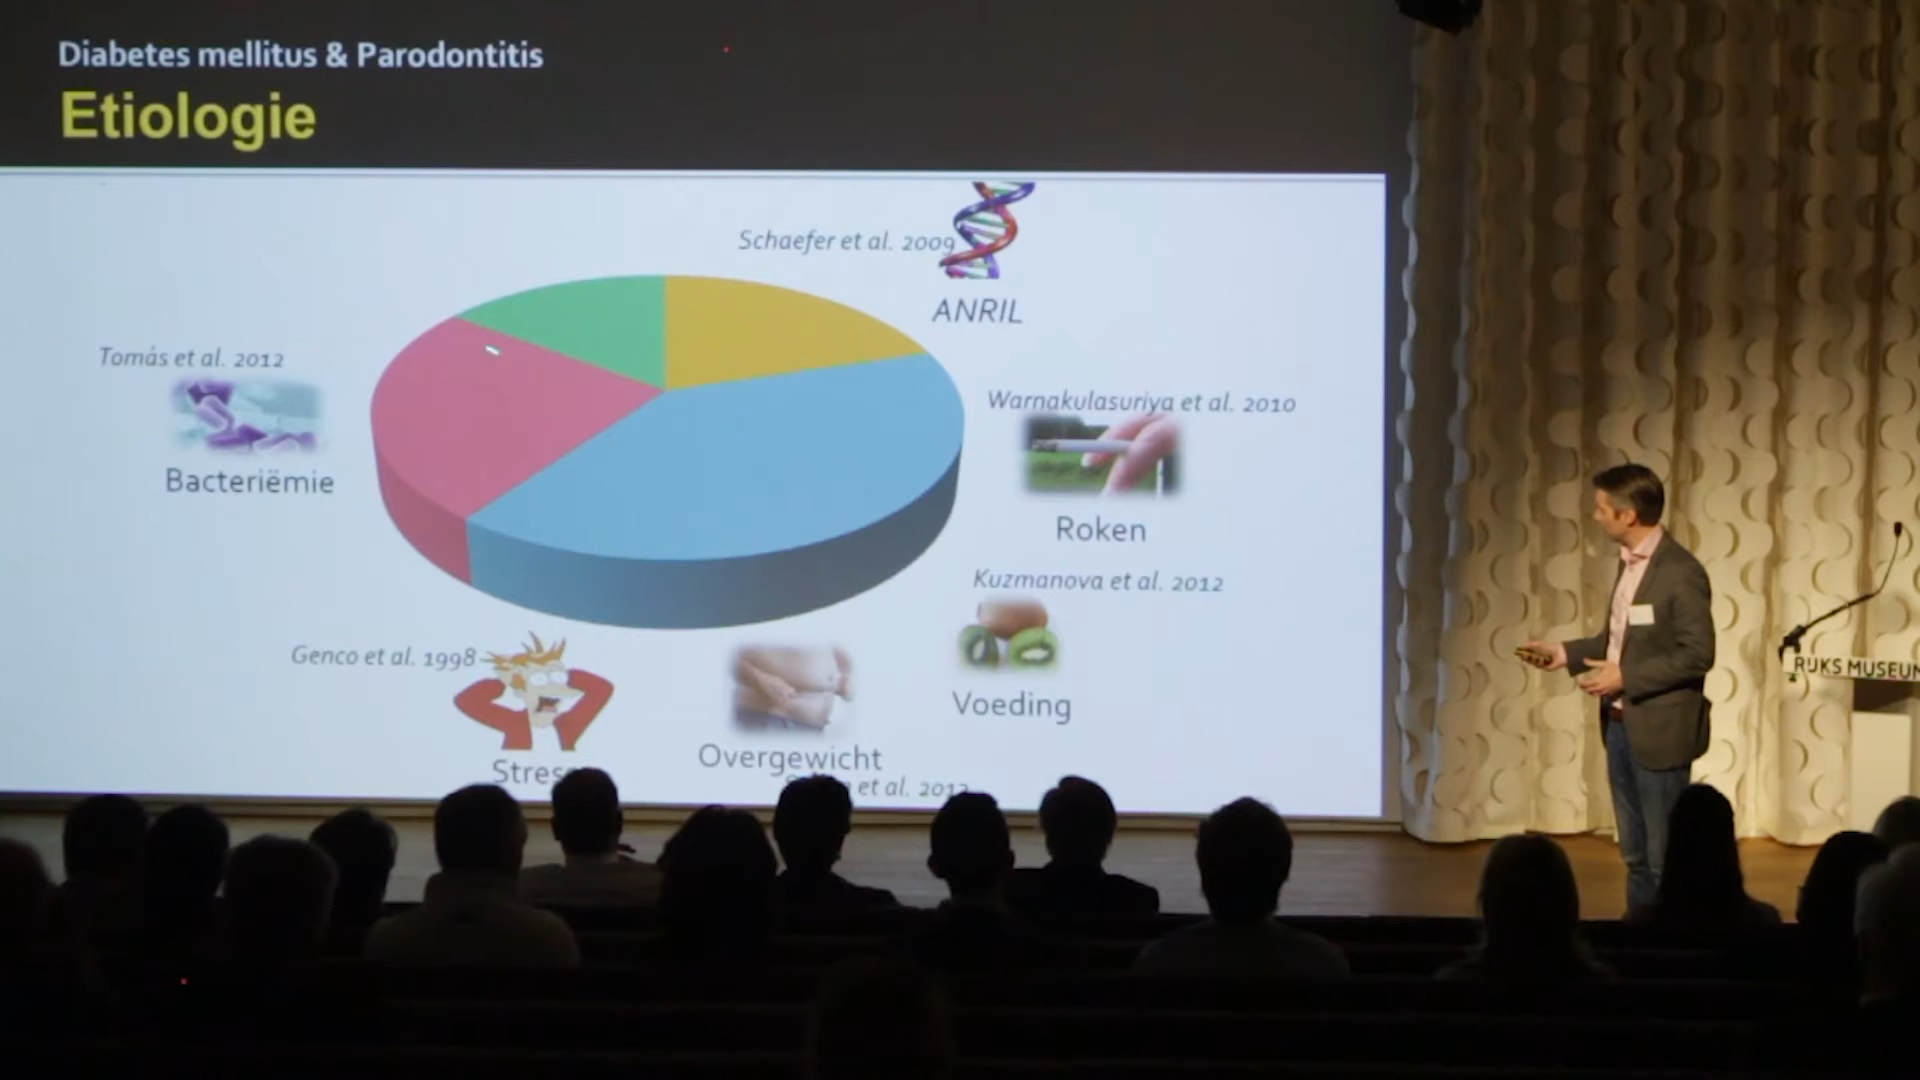 Diabetes mellitus & Parodontitis
Etiologie
Schaefer et al. 2009
ANRIL
Tomás et al. 2012
Bacteriëmie
Warnakulasuriya et al. 2010
Roken
Kuzmanova et al. 2012
Voeding
Genco et al. 1998
Overgewicht
et al. 2012
RIJKS MUSEUM